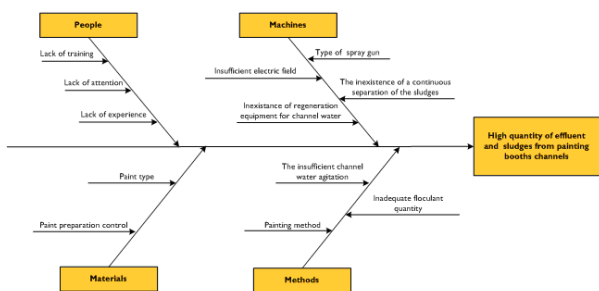 People
Machines
Lack of training
Type of spray gun
Insufficient electric field
Lack of attention
The inexistence of a continuous
separation of the sludges
Lack of experience
Inexistance of regeneration
equipment for channel water
High quantity of effluent
and sludges from painting
booths channels
The insufficient channel
water agitation
Paint type
Inadequate floculant
quantity
Paint preparation control
Painting method
Materials
Methods